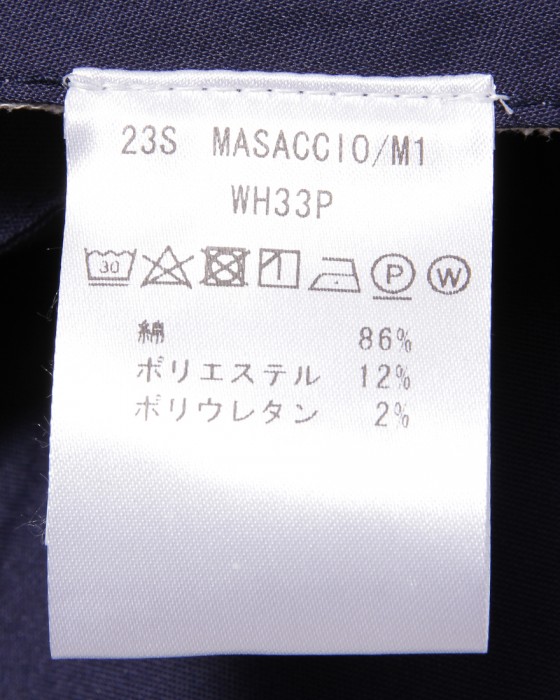 23S MASACCIO/M1
WH33P
30 P W
綿 86%
ポリエステル 12%
ポリウレタン 2%